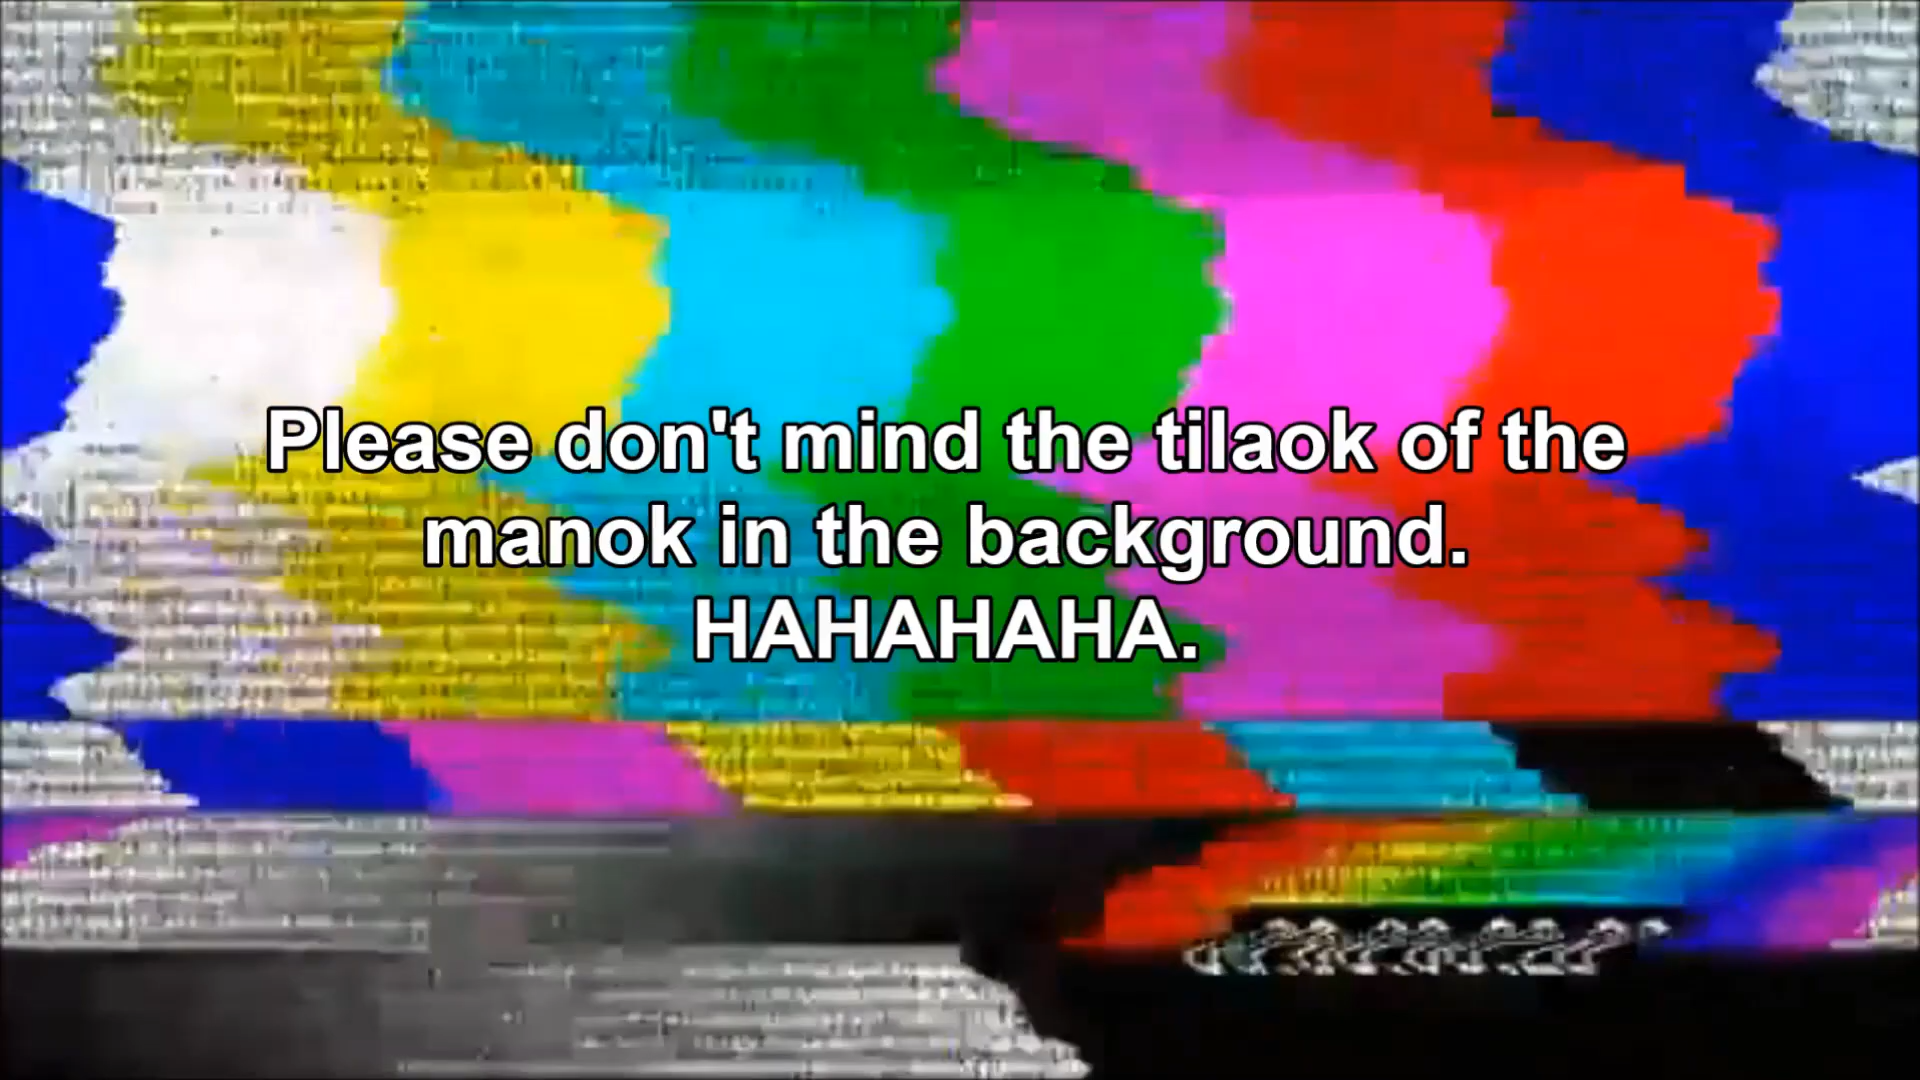 Please don't mind the tilaok of the
manok in the background.
HAHAHAHA.